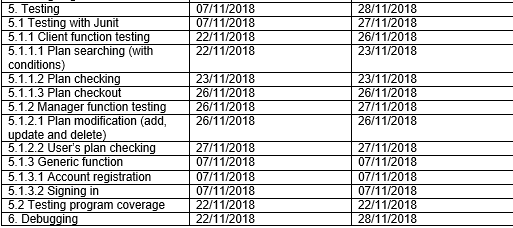 5. Testing 07/11/2018 28/11/2018
5.1 Testing with Junit 07/11/2018 27/11/2018
5.1.1 Client function testing 22/11/2018 26/11/2018
5.1.1.1 Plan searching (with 22/11/2018 23/11/2018
conditions)
5.1.1.2 Plan checking 23/11/2018 23/11/2018
5.1.1.3 Plan checkout 26/11/2018 26/11/2018
5.1.2 Manager function testing 26/11/2018 27/11/2018
5.1.2.1 Plan modification (add, 26/11/2018 26/11/2018
update and delete)
5.1.2.2 User's plan checking 27/11/2018 27/11/2018
5.1.3 Generic function 07/11/2018 07/11/2018
5.1.3.1 Account registration 07/11/2018 07/11/2018
5.1.3.2 Signing in 07/11/2018 07/11/2018
5.2 Testing program coverage 22/11/2018 22/11/2018
6. Debugging 22/11/2018 28/11/2018